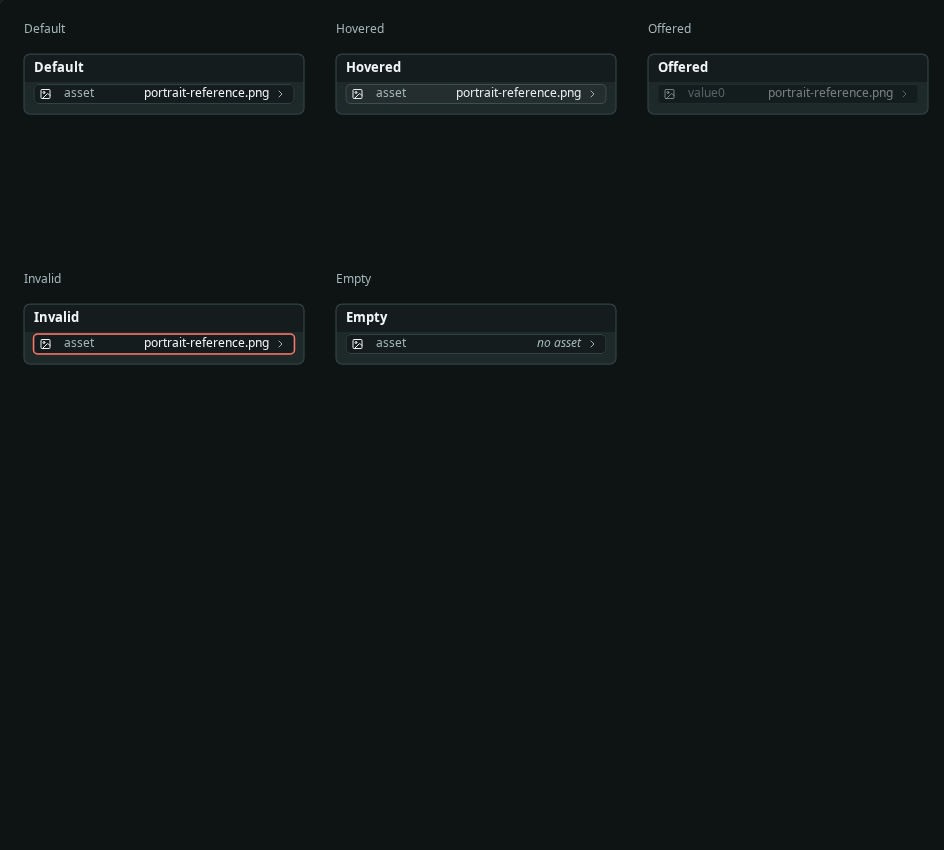 Default
Hovered
Offered
Default
Hovered
Offered
asset portrait-reference.png
asset portrait-reference.png
value0 portrait-reference.png
Invalid
Empty
Invalid
Empty
asset portrait-reference.png
asset no asset